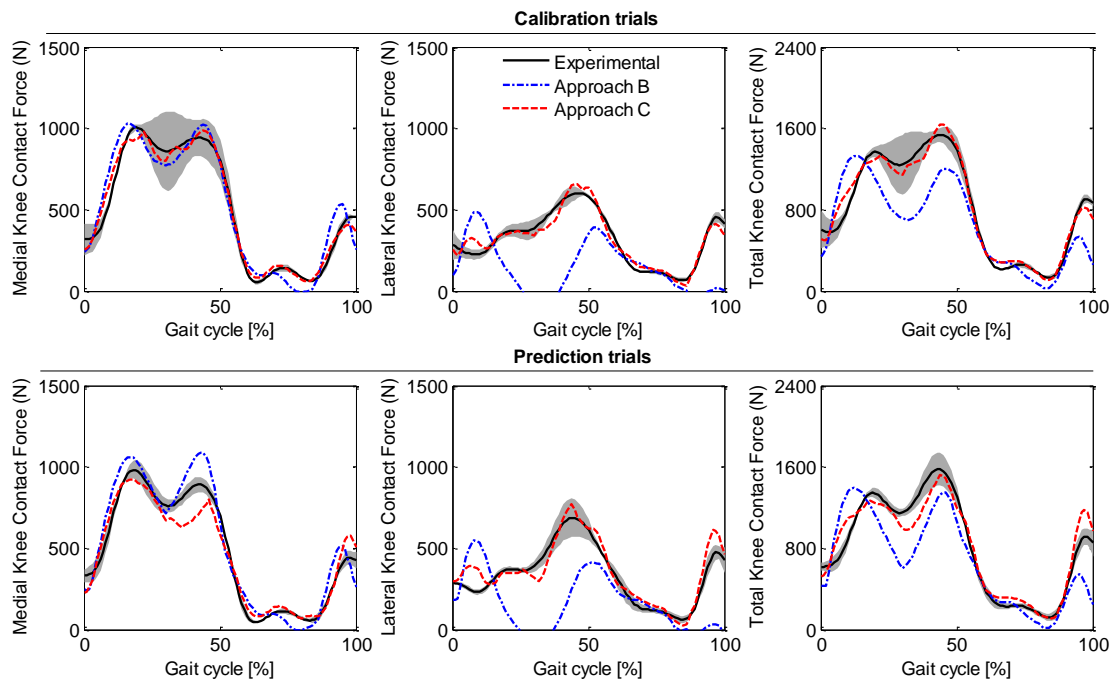 Calibration trials
Medial Knee Contact Force (N)
1500
1000
500
0
0
50
100
Gait cycle [%]
Lateral Knee Contact Force (N)
1500
1000
500
0
0
50
100
Gait cycle [%]
Experimental
Approach B
Approach C
Total Knee Contact Force (N)
2400
1600
800
0
0
50
100
Gait cycle [%]
Prediction trials
Medial Knee Contact Force (N)
1500
1000
500
0
0
50
100
Gait cycle [%]
Lateral Knee Contact Force (N)
1500
1000
500
0
0
50
100
Gait cycle [%]
Total Knee Contact Force (N)
2400
1600
800
0
0
50
100
Gait cycle [%]